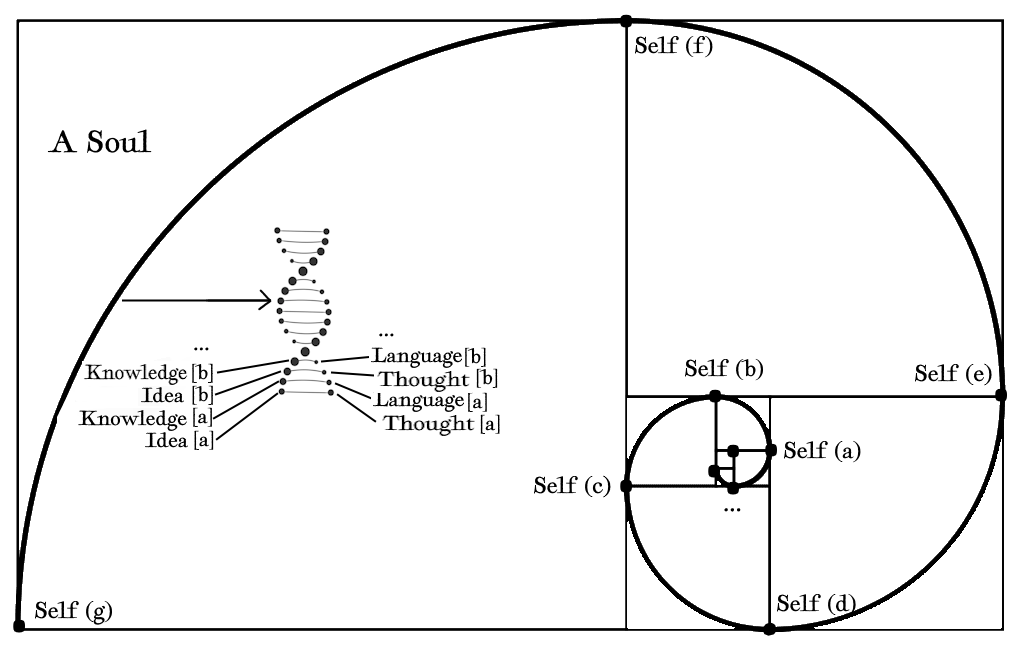 Self (f)
A Soul
...
...
Language[b]
Knowledge [b]
Thought [b]
Idea [b]
Language[a]
Knowledge [a]
Thought [a]
Idea [a]
Self (b)
Self (e)
Self (a)
Self (c)
...
Self (d)
Self (g)